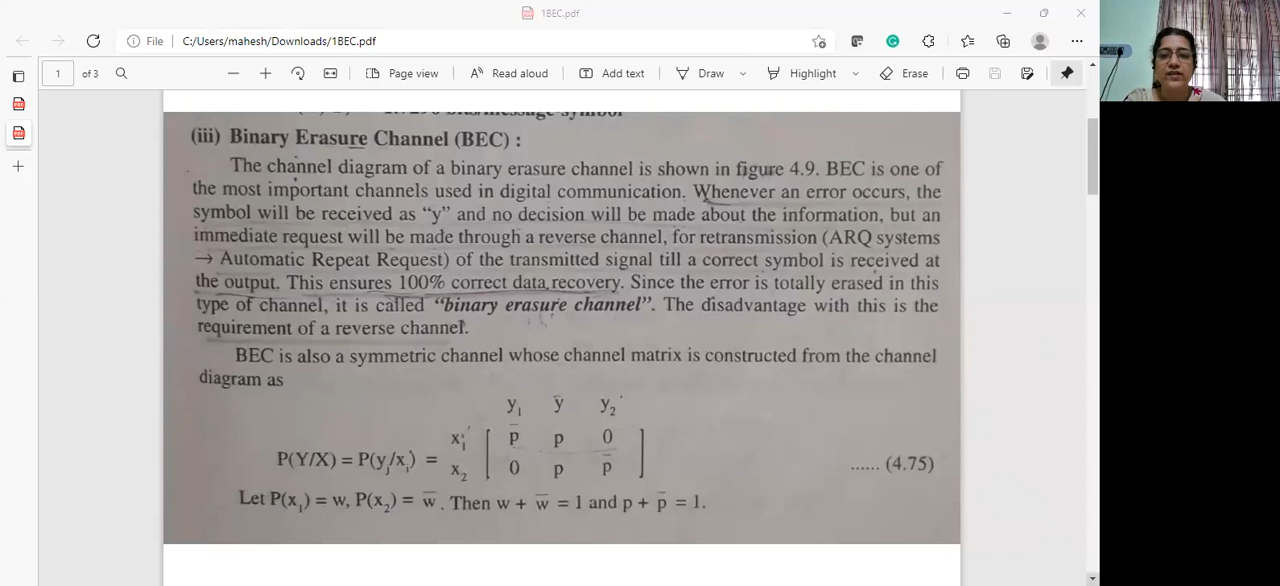 1BEC.pdf
File C:/Users/mahesh/Downloads/1BEC.pdf
1 of 3 Page view Read aloud Add text Draw Highlight Erase
(iii) Binary Erasure Channel (BEC) :
The channel diagram of a binary erasure channel is shown in figure 4.9. BEC is one of
the most important channels used in digital communication. Whenever an error occurs, the
symbol will be received as “y” and no decision will be made about the information, but an
immediate request will be made through a reverse channel, for retransmission (ARQ systems
→ Automatic Repeat Request) of the transmitted signal till a correct symbol is received at
the output. This ensures 100% correct data recovery. Since the error is totally erased in this
type of channel, it is called “binary erasure channel”. The disadvantage with this is the
requirement of a reverse channel.
BEC is also a symmetric channel whose channel matrix is constructed from the channel
diagram as
y₁ y̅ y₂
x₁ p̅ p 0
P(Y/X) = P(yⱼ/xᵢ) = ...... (4.75)
x₂ 0 p p̅
Let P(x₁) = w, P(x₂) = w̅. Then w + w̅ = 1 and p + p̅ = 1.